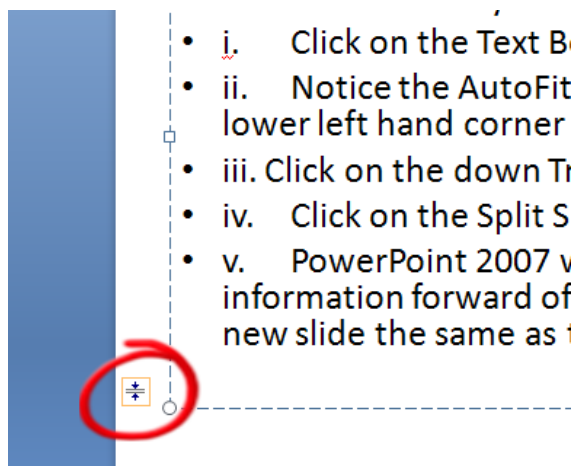 • i. Click on the Text
• ii. Notice the AutoFit
lower left hand corner
• iii. Click on the down
• iv. Click on the Split
• v. PowerPoint 2007
information forward of
new slide the same as